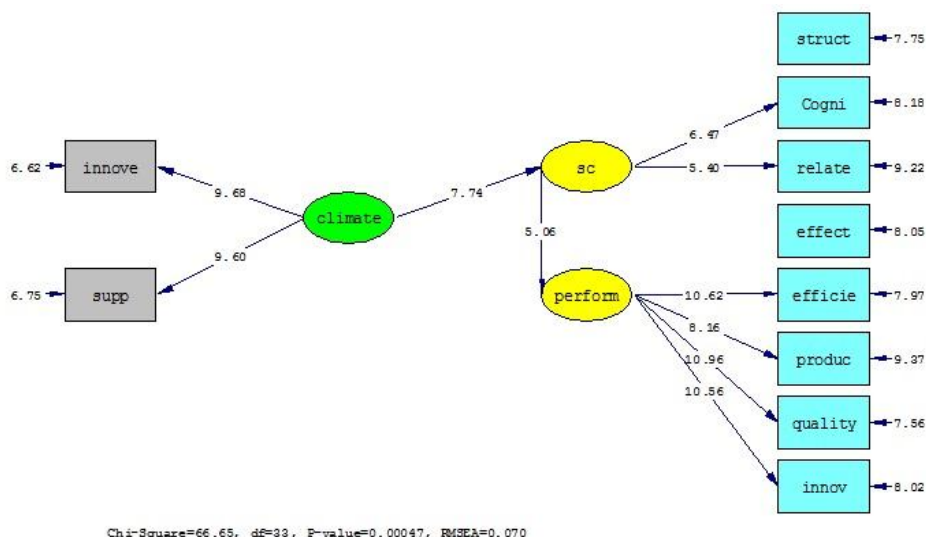 struct
7.75
Cogni
8.18
6.47
6.62
innove
sc
5.40
relate
9.22
9.68
7.74
climate
5.06
effect
8.05
9.60
6.75
supp
perform
10.62
efficie
7.97
8.16
produc
9.37
10.96
10.56
quality
7.56
innov
8.02
Chi-Square=66.65, df=33, P-value=0.00047, RMSEA=0.070